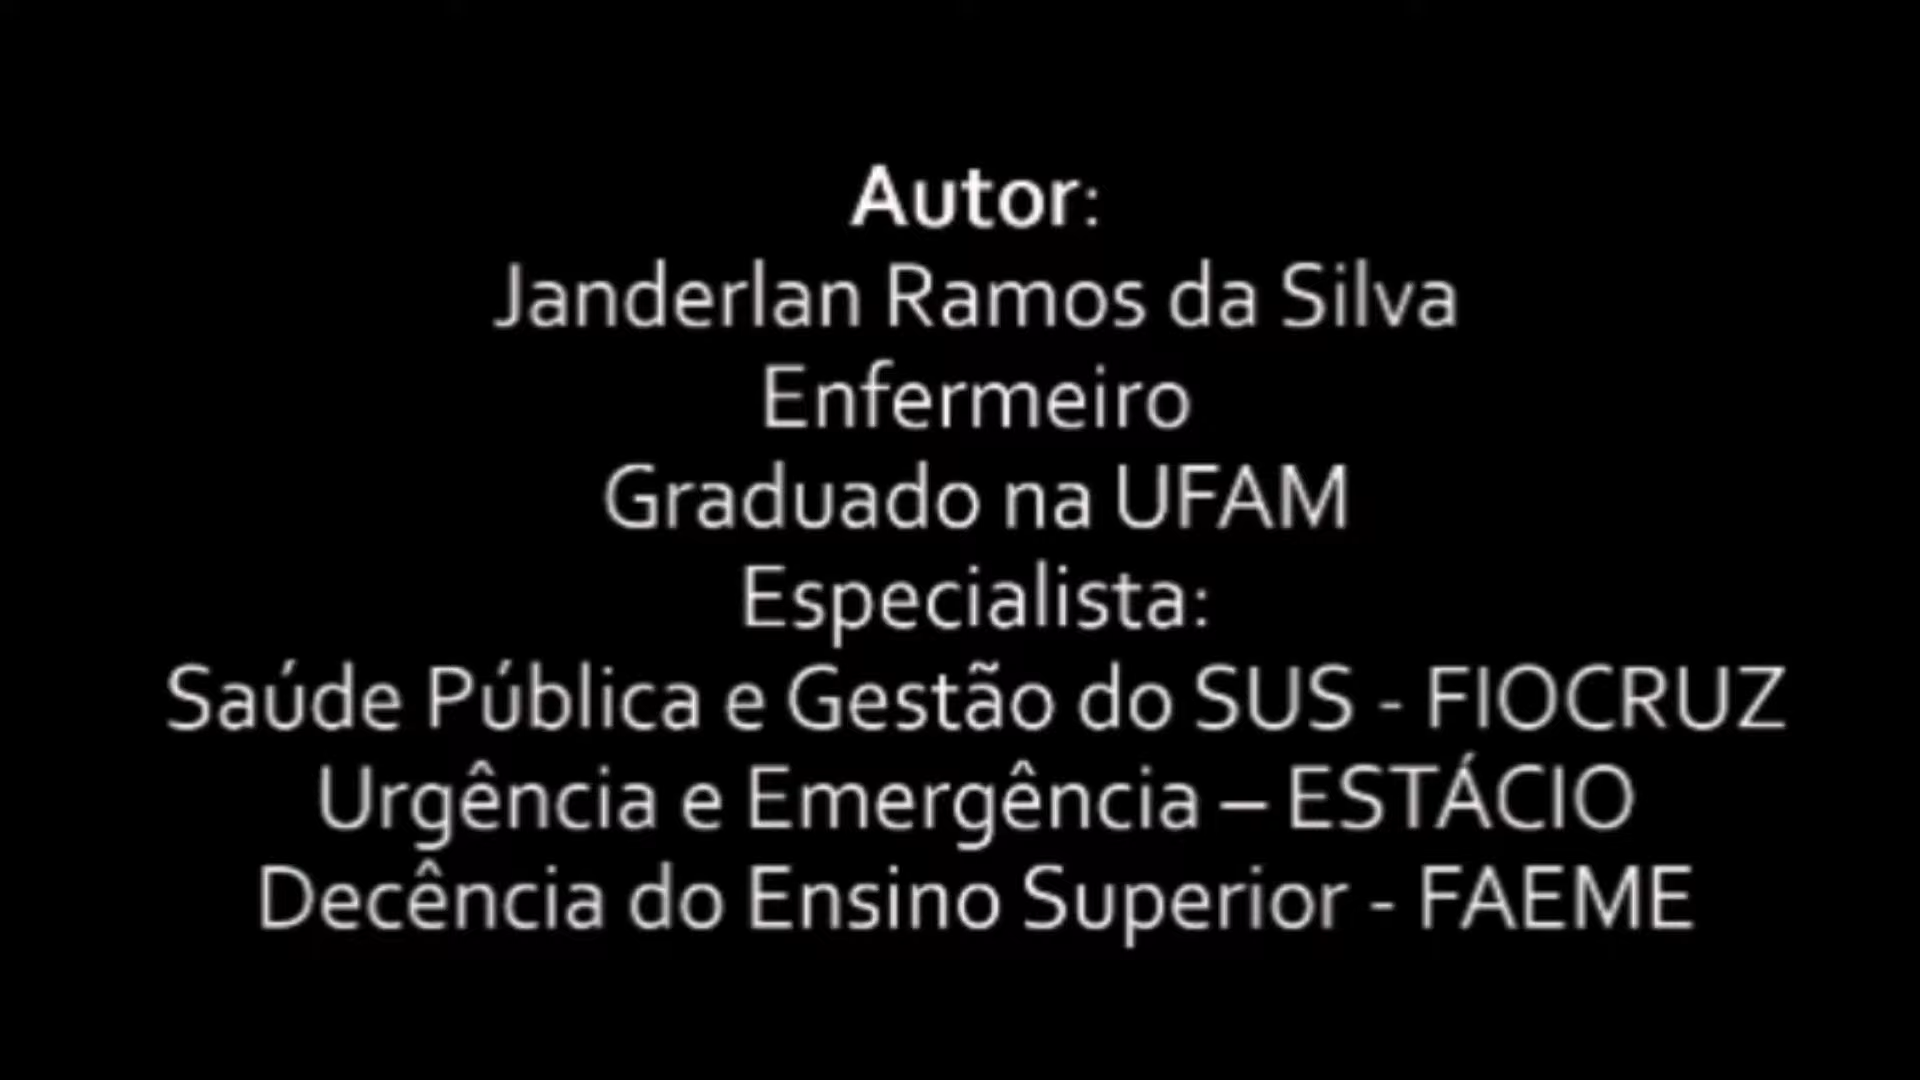 Autor:
Janderlan Ramos da Silva
Enfermeiro
Graduado na UFAM
Especialista:
Saúde Pública e Gestão do SUS - FIOCRUZ
Urgência e Emergência – ESTÁCIO
Decência do Ensino Superior - FAEME